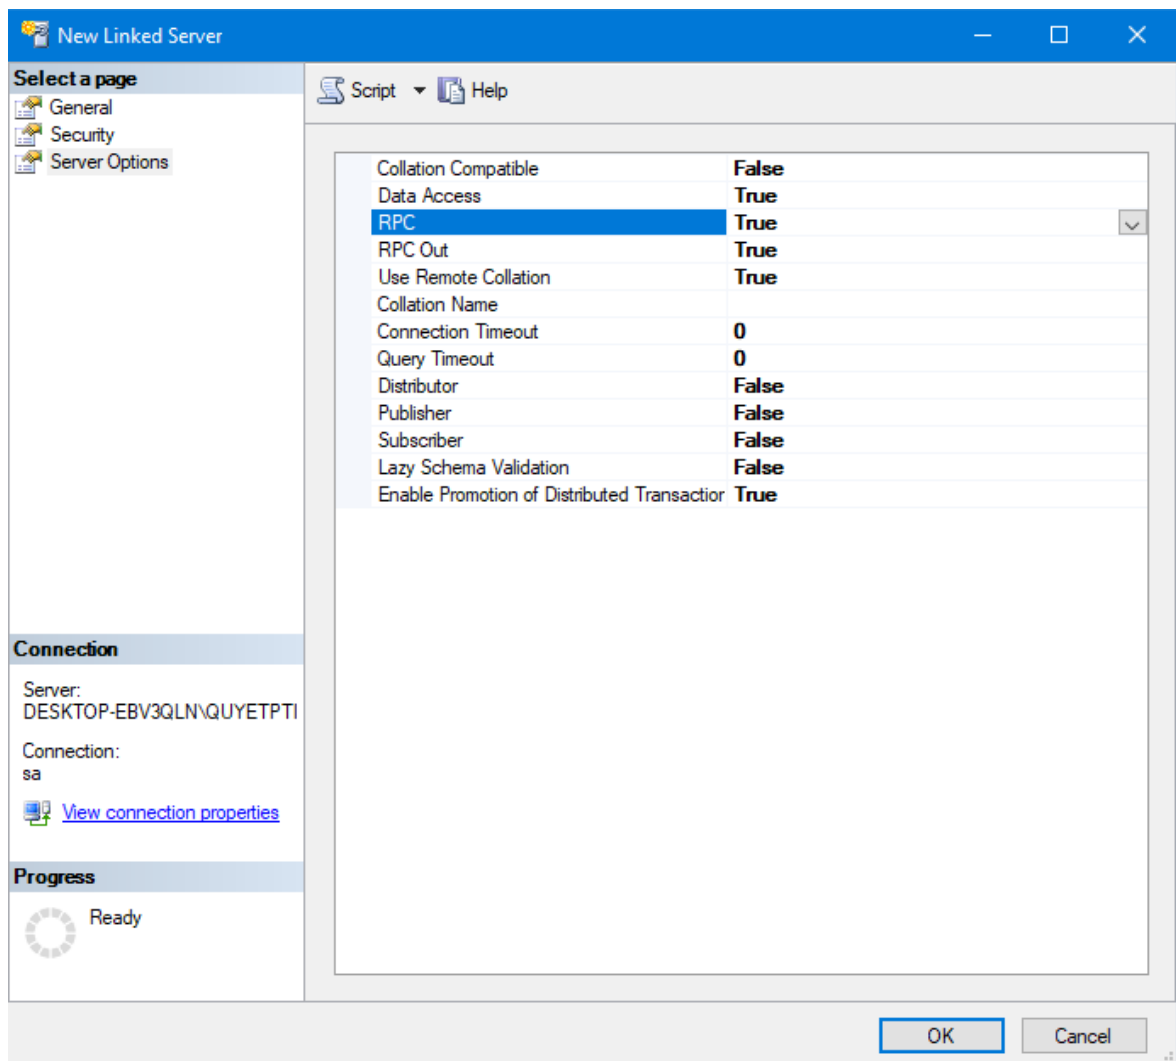 New Linked Server
Select a page
General
Security
Server Options
Script Help
Collation Compatible False
Data Access True
RPC True
RPC Out True
Use Remote Collation True
Collation Name
Connection Timeout 0
Query Timeout 0
Distributor False
Publisher False
Subscriber False
Lazy Schema Validation False
Enable Promotion of Distributed Transaction True
Connection
Server:
DESKTOP-EBV3QLN\QUYETPTI
Connection:
sa
View connection properties
Progress
Ready
OK Cancel